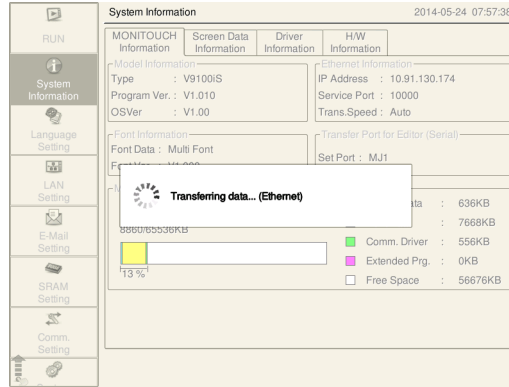 System Information 2014-05-24 07:57:38
RUN
System
Information
Language
Setting
LAN
Setting
E-Mail
Setting
SRAM
Setting
Comm.
Setting
MONITOUCH
Information
Screen Data
Information
Driver
Information
H/W
Information
Model Information
Type : V9100iS
Program Ver. : V1.010
OSVer : V1.00
Ethernet Information
IP Address : 10.91.130.174
Service Port : 10000
Trans.Speed : Auto
Font Information
Font Data : Multi Font
Transfer Port for Editor (Serial)
Set Port : MJ1
Transferring data... (Ethernet)
8860/65536KB
13 %
: 636KB
: 7668KB
Comm. Driver : 556KB
Extended Prg. : 0KB
Free Space : 56676KB